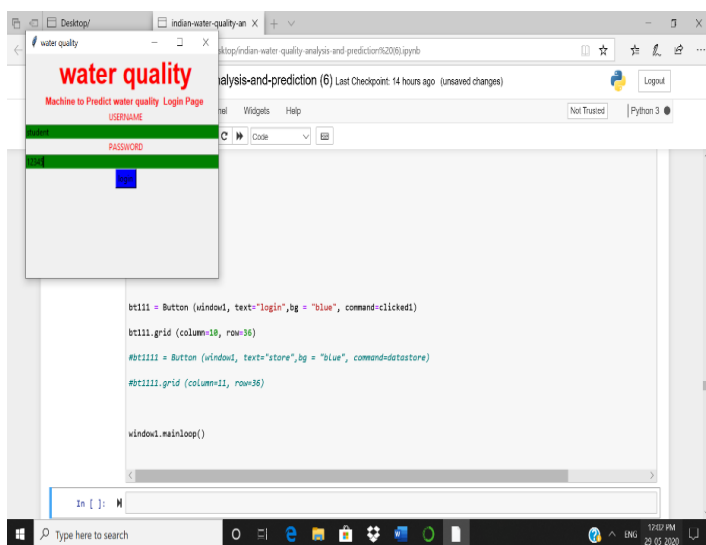 Desktop/
indian-water-quality-an
water quality
sktop/indian-water-quality-analysis-and-prediction%20(6).ipynb
water quality
Machine to Predict water quality Login Page
USERNAME
student
PASSWORD
12345
login
alysis-and-prediction (6) Last Checkpoint: 14 hours ago (unsaved changes)
Logout
nel Widgets Help
Not Trusted
Python 3
Code
bt111 = Button (window1, text="login",bg = "blue", command=clicked1)
bt111.grid (column=10, row=36)
#bt1111 = Button (window1, text="store",bg = "blue", command=datastore)
#bt1111.grid (column=11, row=36)
window1.mainloop()
In [ ]:
Type here to search
ENG
12:02 PM
29-05-2020